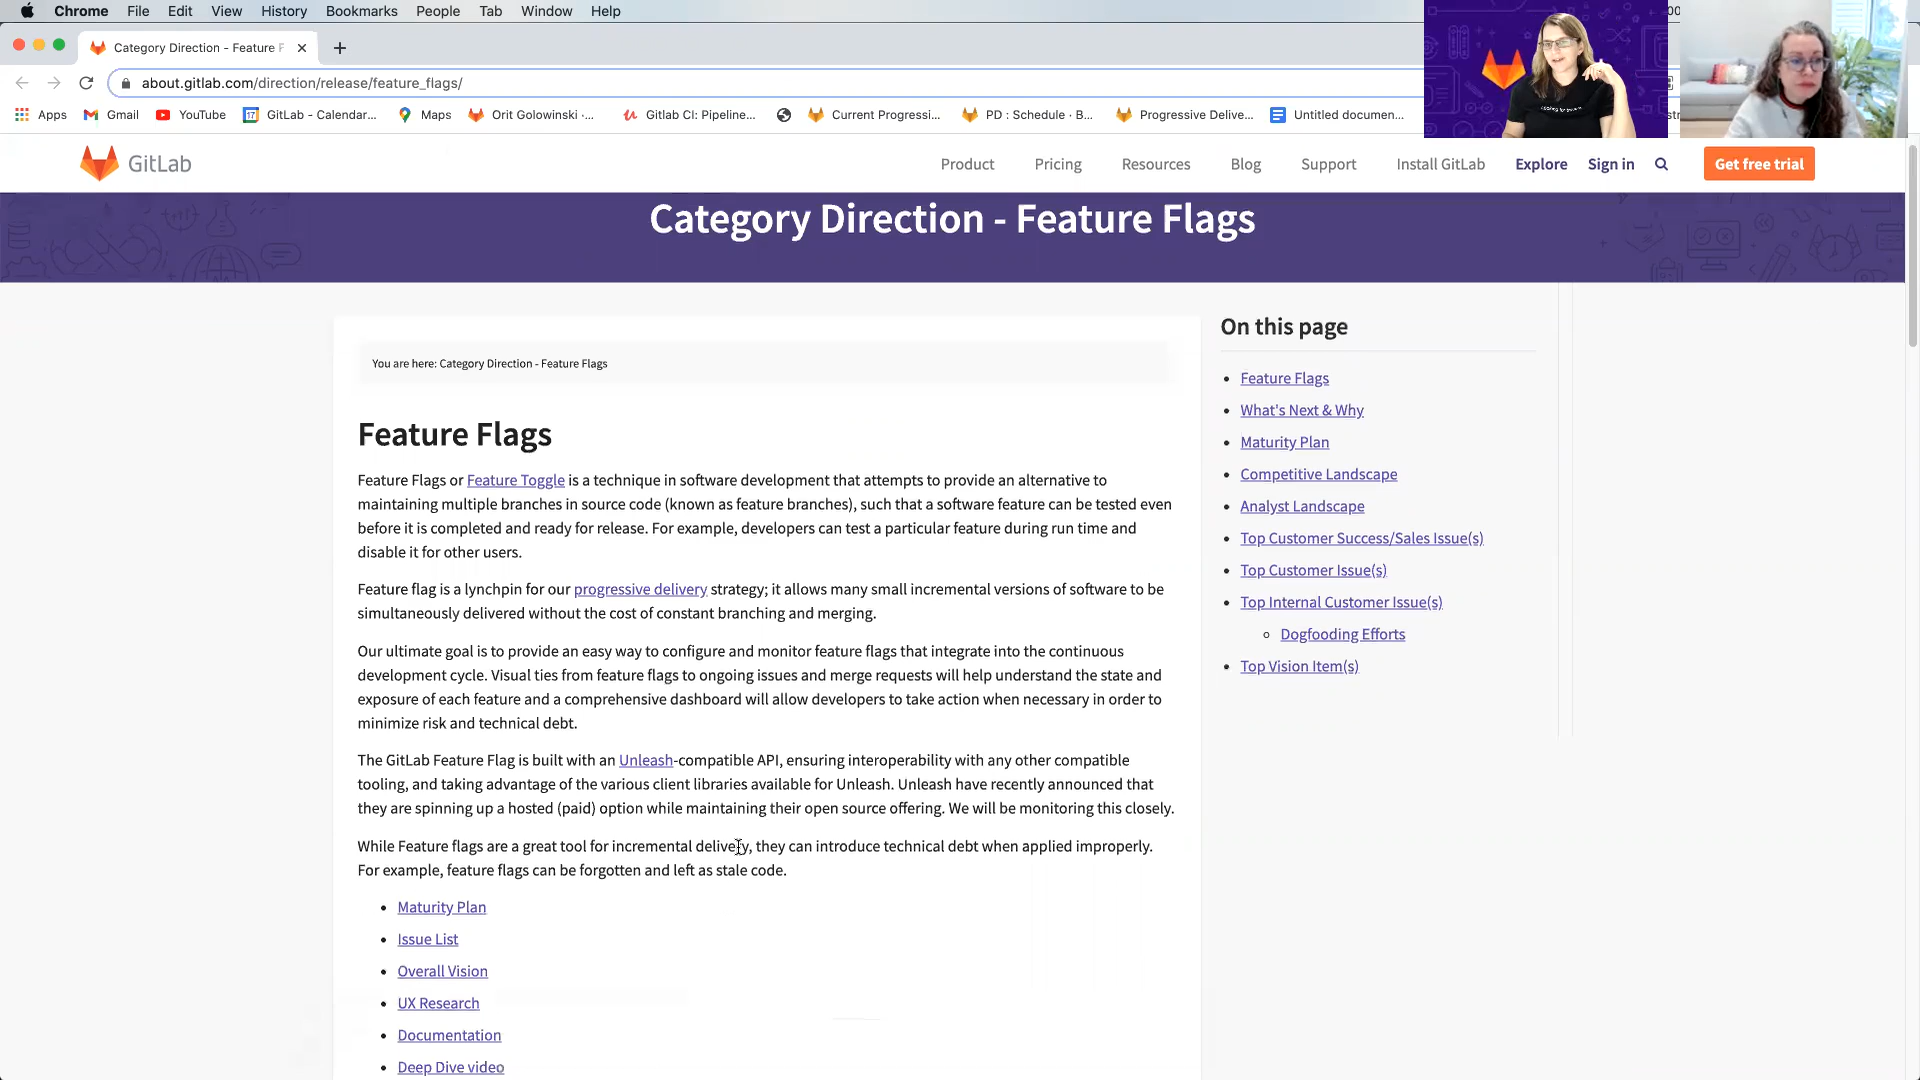 Chrome File Edit View History Bookmarks People Tab Window Help
Category Direction - Feature F
about.gitlab.com/direction/release/feature_flags/
Apps Gmail YouTube GitLab - Calendar... Maps Orit Golowinski -... Gitlab CI: Pipeline... Current Progressi... PD : Schedule · B... Progressive Delive... Untitled documen...
GitLab Product Pricing Resources Blog Support Install GitLab Explore Sign in Get free trial
Category Direction - Feature Flags
You are here: Category Direction - Feature Flags
Feature Flags
Feature Flags or Feature Toggle is a technique in software development that attempts to provide an alternative to
maintaining multiple branches in source code (known as feature branches), such that a software feature can be tested even
before it is completed and ready for release. For example, developers can test a particular feature during run time and
disable it for other users.
Feature flag is a lynchpin for our progressive delivery strategy; it allows many small incremental versions of software to be
simultaneously delivered without the cost of constant branching and merging.
Our ultimate goal is to provide an easy way to configure and monitor feature flags that integrate into the continuous
development cycle. Visual ties from feature flags to ongoing issues and merge requests will help understand the state and
exposure of each feature and a comprehensive dashboard will allow developers to take action when necessary in order to
minimize risk and technical debt.
The GitLab Feature Flag is built with an Unleash-compatible API, ensuring interoperability with any other compatible
tooling, and taking advantage of the various client libraries available for Unleash. Unleash have recently announced that
they are spinning up a hosted (paid) option while maintaining their open source offering. We will be monitoring this closely.
While Feature flags are a great tool for incremental delivery, they can introduce technical debt when applied improperly.
For example, feature flags can be forgotten and left as stale code.
Maturity Plan
Issue List
Overall Vision
UX Research
Documentation
Deep Dive video
On this page
Feature Flags
What's Next & Why
Maturity Plan
Competitive Landscape
Analyst Landscape
Top Customer Success/Sales Issue(s)
Top Customer Issue(s)
Top Internal Customer Issue(s)
Dogfooding Efforts
Top Vision Item(s)